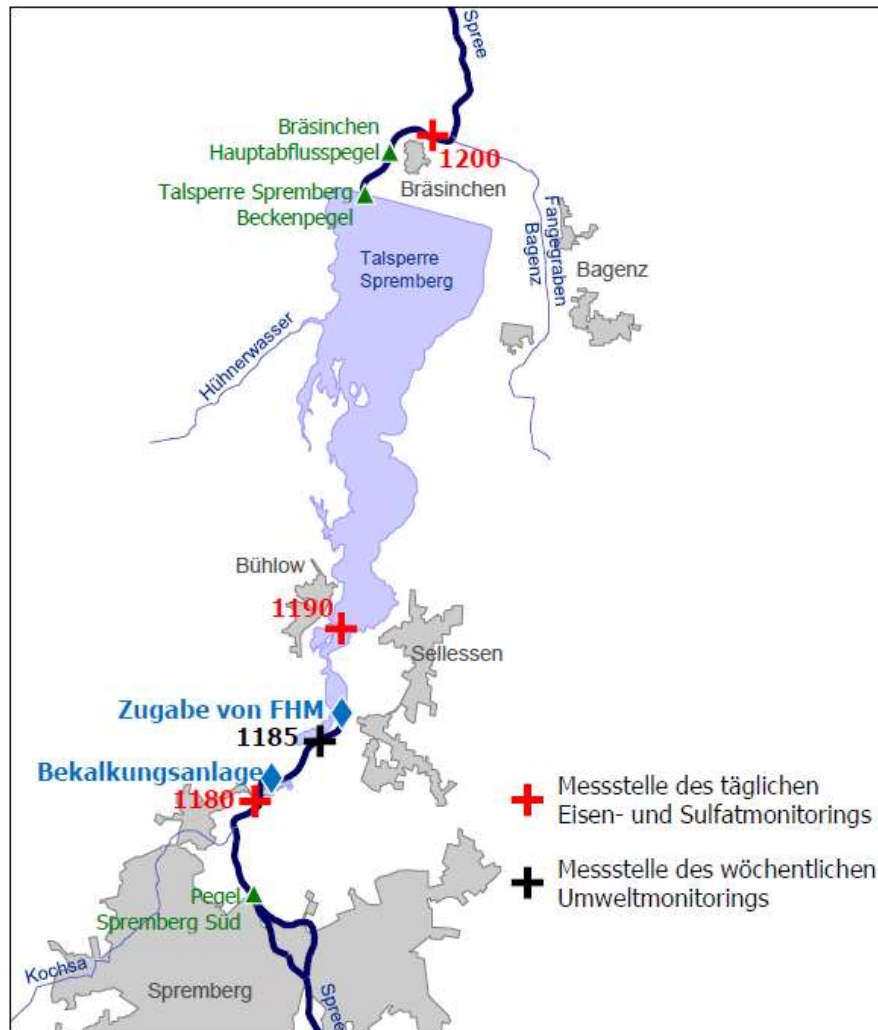 Spree
Bräsinchen
Hauptabflusspegel
1200
Talsperre Spremberg
Beckenpegel
Bräsinchen
Fangegraben
Bagenz
Bagenz
Talsperre
Spremberg
Hühnerwasser
Bühlow
1190
Sellessen
Zugabe von FHM
1185
Bekalkungsanlage
1180
Messstelle des täglichen
Eisen- und Sulfatmonitorings
Messstelle des wöchentlichen
Umweltmonitorings
Pegel
Spremberg Süd
Kochsa
Spremberg
Spree